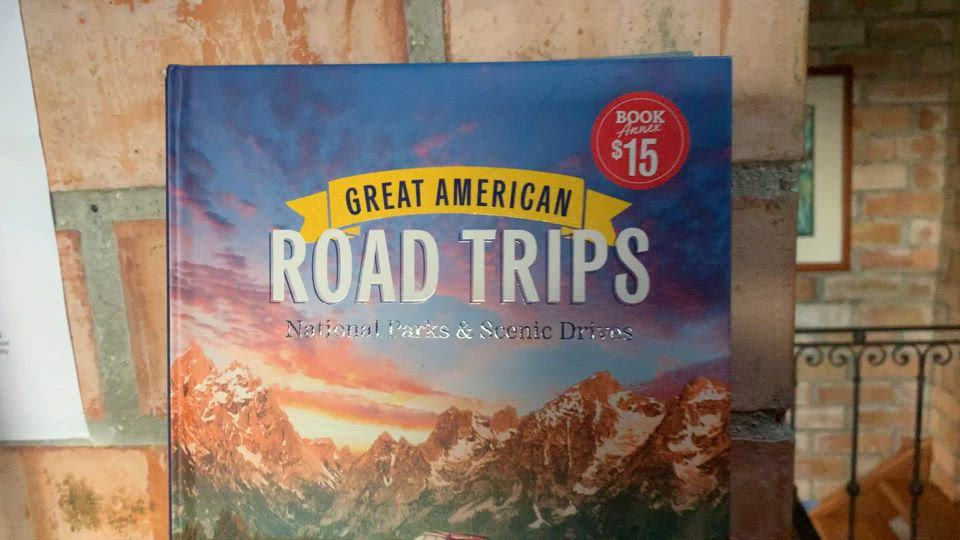 BOOK
Annex
$15
GREAT AMERICAN
ROAD TRIPS
National Parks & Scenic Drives